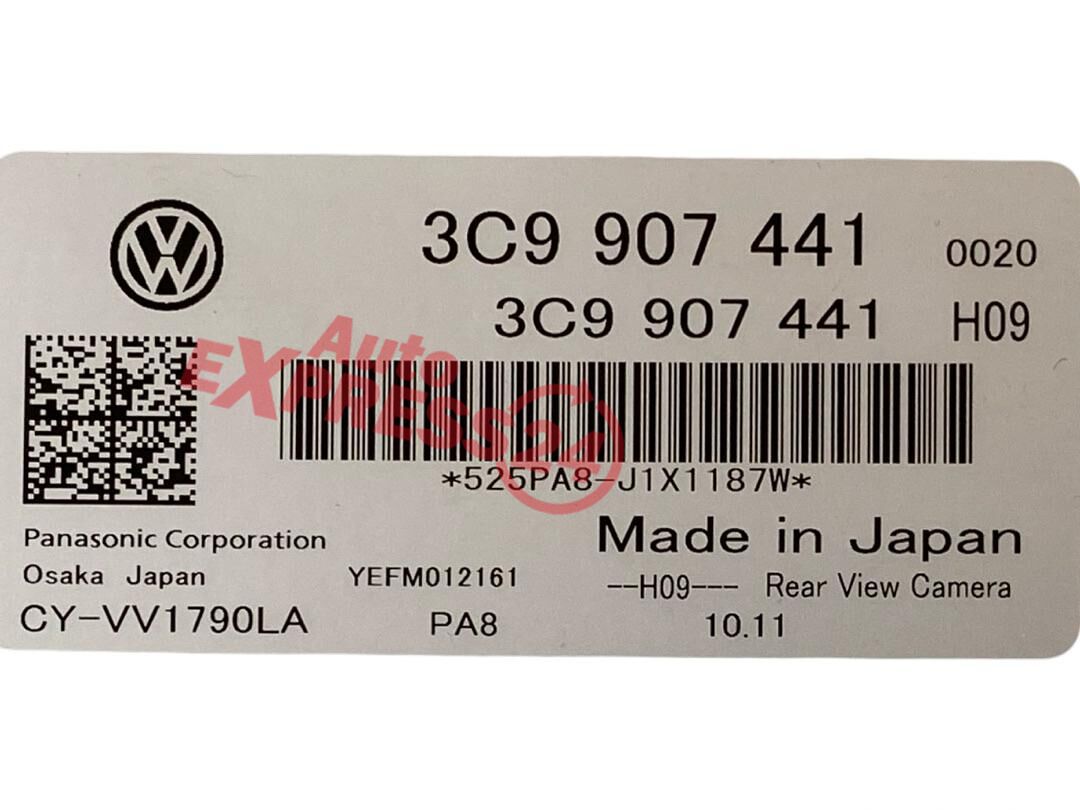 3C9 907 441 0020
3C9 907 441 H09
Auto
EXPRESS24
*525PA8-J1X1187W*
Panasonic Corporation
Made in Japan
Osaka Japan YEFM012161 --H09--- Rear View Camera
CY-VV1790LA PA8 10.11